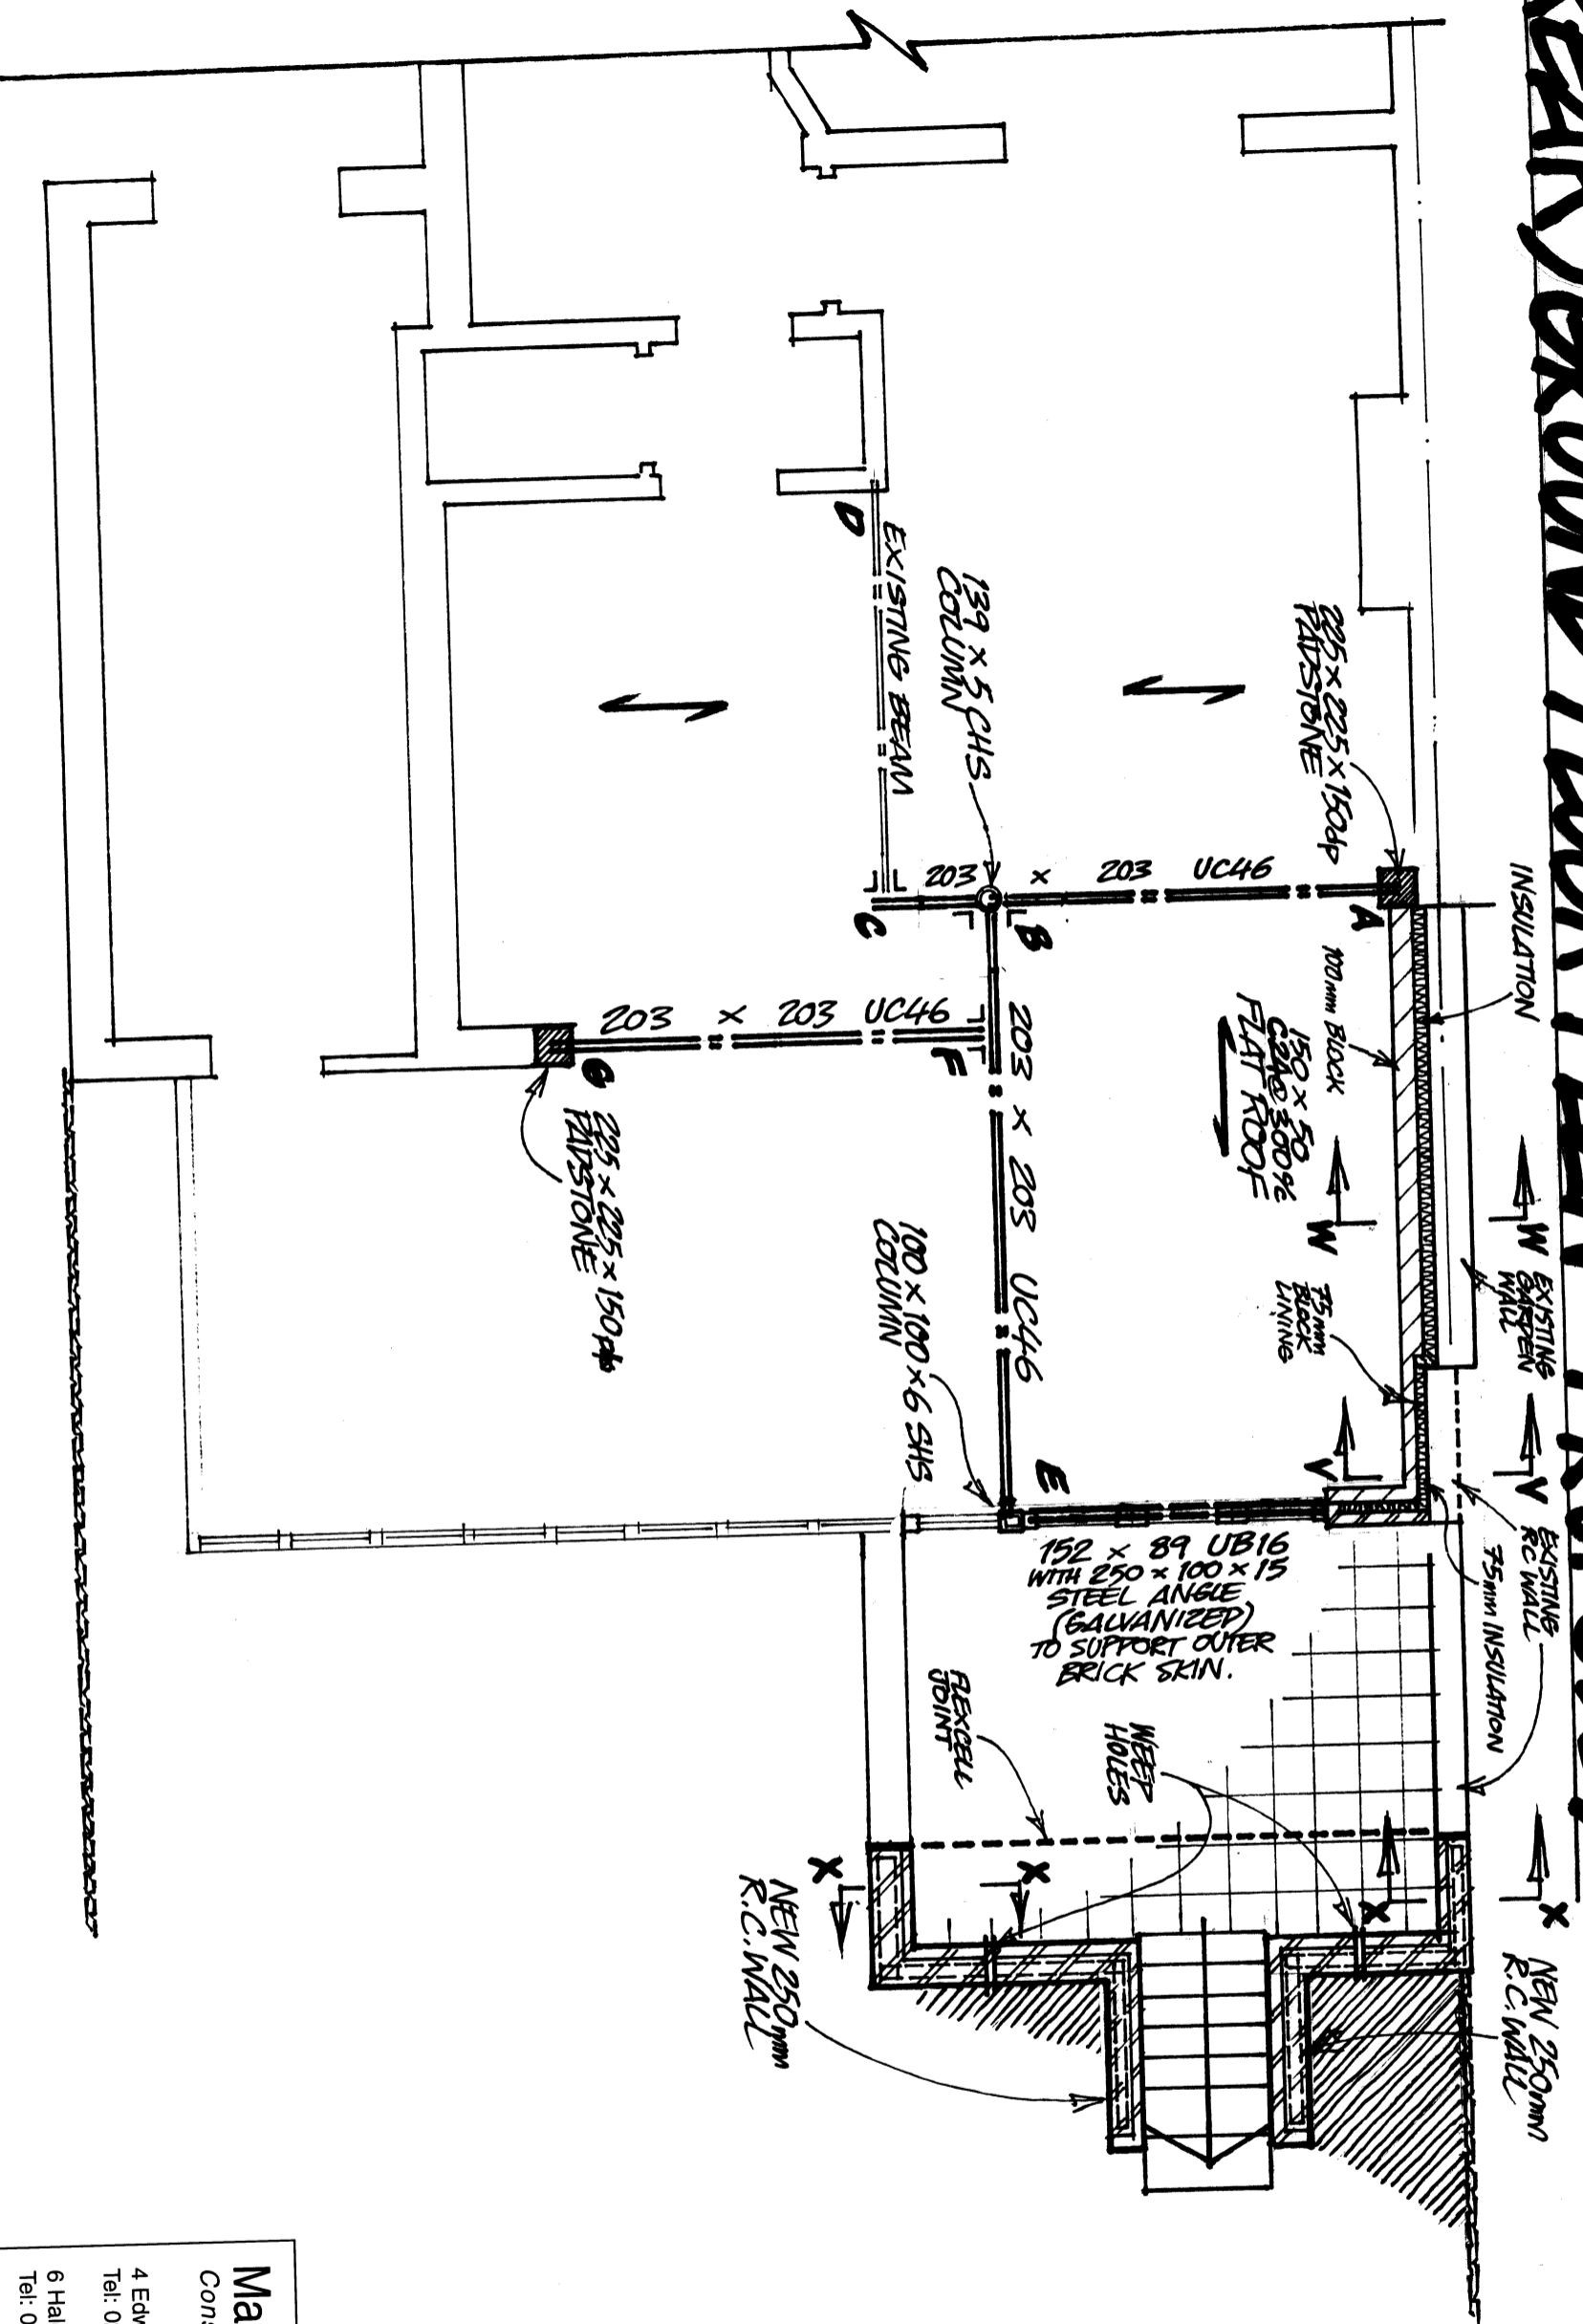 INSULATION
225 x 225 x 150dp
PADSTONE
A
100mm BLOCK
150 x 50
C24@300%
FLAT ROOF
W
W
EXISTING
GARDEN
WALL
75mm
BLOCK
LINING
V
V
EXISTING
RC WALL
75mm INSULATION
X
X
NEW 250mm
R.C. WALL
139 x 5 CHS
COLUMN
203 x 203 UC46
B
C
D
EXISTING BEAM
203 x 203 UC46
E
203 x 203 UC46
F
G
225 x 225 x 150
PADSTONE
100 x 100 x 6 SHS
COLUMN
152 x 89 UB16
WITH 250 x 100 x 15
STEEL ANGLE
(GALVANIZED)
TO SUPPORT OUTER
BRICK SKIN.
WEEP
HOLES
FLEXCELL
JOINT
X
X
NEW 250mm
R.C. WALL
Ma
Cons
4 Edw
Tel: 0
6 Hal
Tel: 0